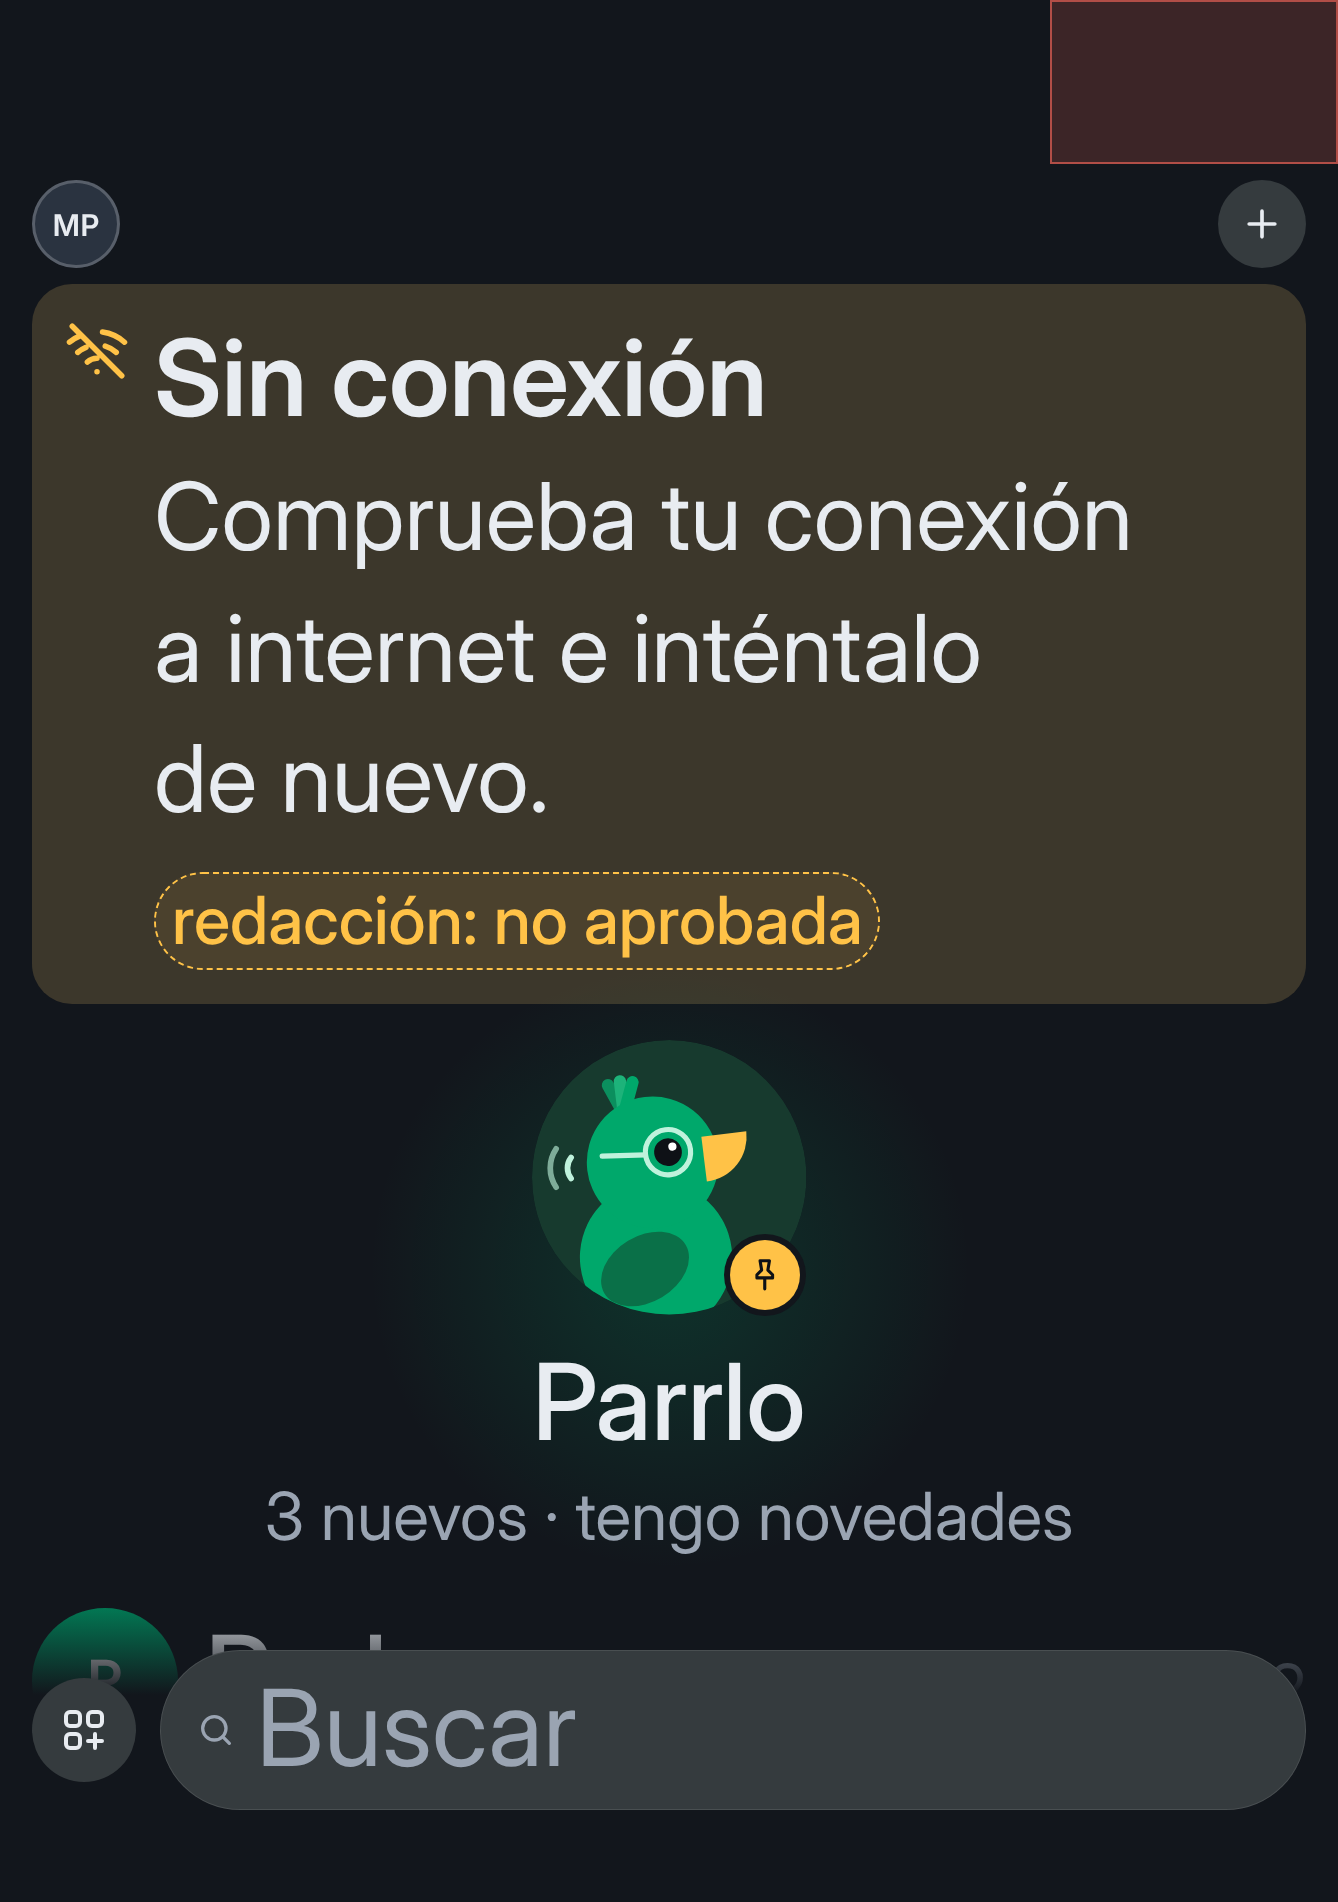 MP
Sin conexión
Comprueba tu conexión
a internet e inténtalo
de nuevo.
redacción: no aprobada
Parrlo
3 nuevos · tengo novedades
Buscar